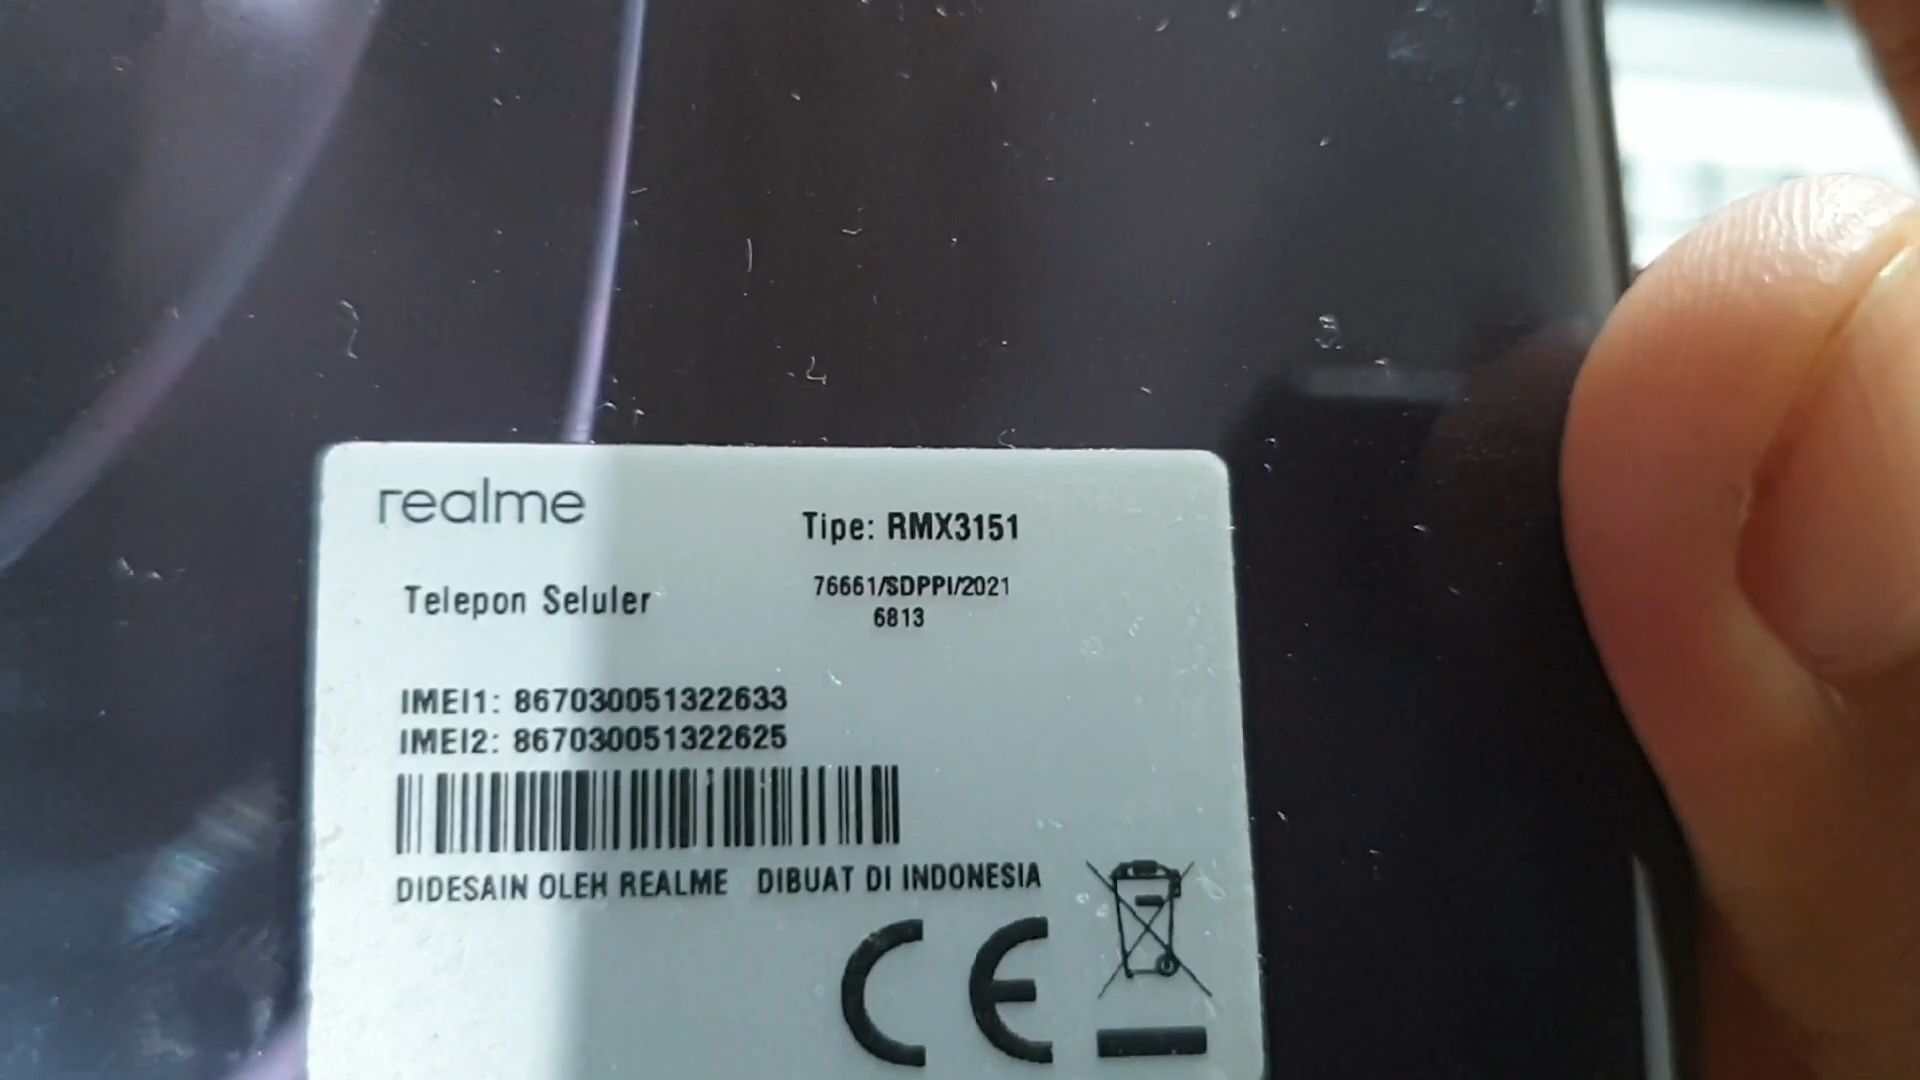 realme
Tipe: RMX3151
Telepon Seluler
76661/SDPPI/2021
6813
IMEI1: 867030051322633
IMEI2: 867030051322625
DIDESAIN OLEH REALME DIBUAT DI INDONESIA
CE